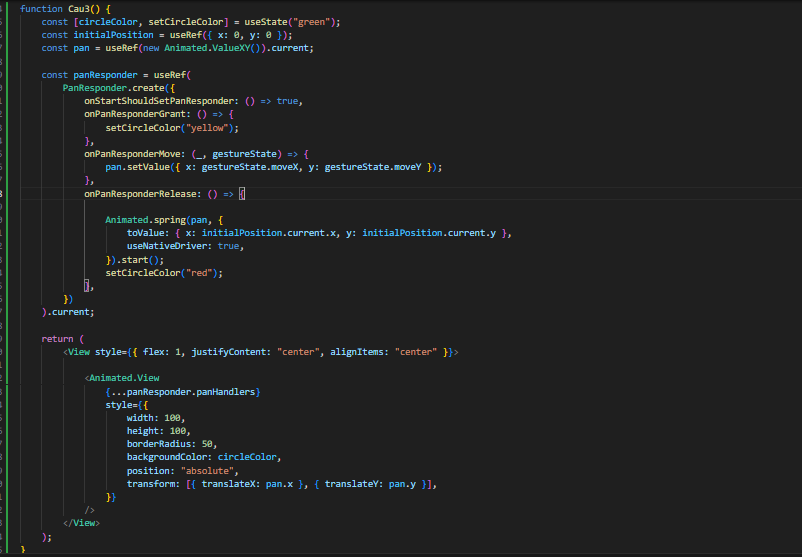 function Cau3() {
    const [circleColor, setCircleColor] = useState("green");
    const initialPosition = useRef({ x: 0, y: 0 });
    const pan = useRef(new Animated.ValueXY()).current;

    const panResponder = useRef(
        PanResponder.create({
            onStartShouldSetPanResponder: () => true,
            onPanResponderGrant: () => {
                setCircleColor("yellow");
            },
            onPanResponderMove: (_, gestureState) => {
                pan.setValue({ x: gestureState.moveX, y: gestureState.moveY });
            },
            onPanResponderRelease: () => {

                Animated.spring(pan, {
                    toValue: { x: initialPosition.current.x, y: initialPosition.current.y },
                    useNativeDriver: true,
                }).start();
                setCircleColor("red");
            },
        })
    ).current;

    return (
        <View style={{ flex: 1, justifyContent: "center", alignItems: "center" }}>

            <Animated.View
                {...panResponder.panHandlers}
                style={{
                    width: 100,
                    height: 100,
                    borderRadius: 50,
                    backgroundColor: circleColor,
                    position: "absolute",
                    transform: [{ translateX: pan.x }, { translateY: pan.y }],
                }}
            />
        </View>
    );
}